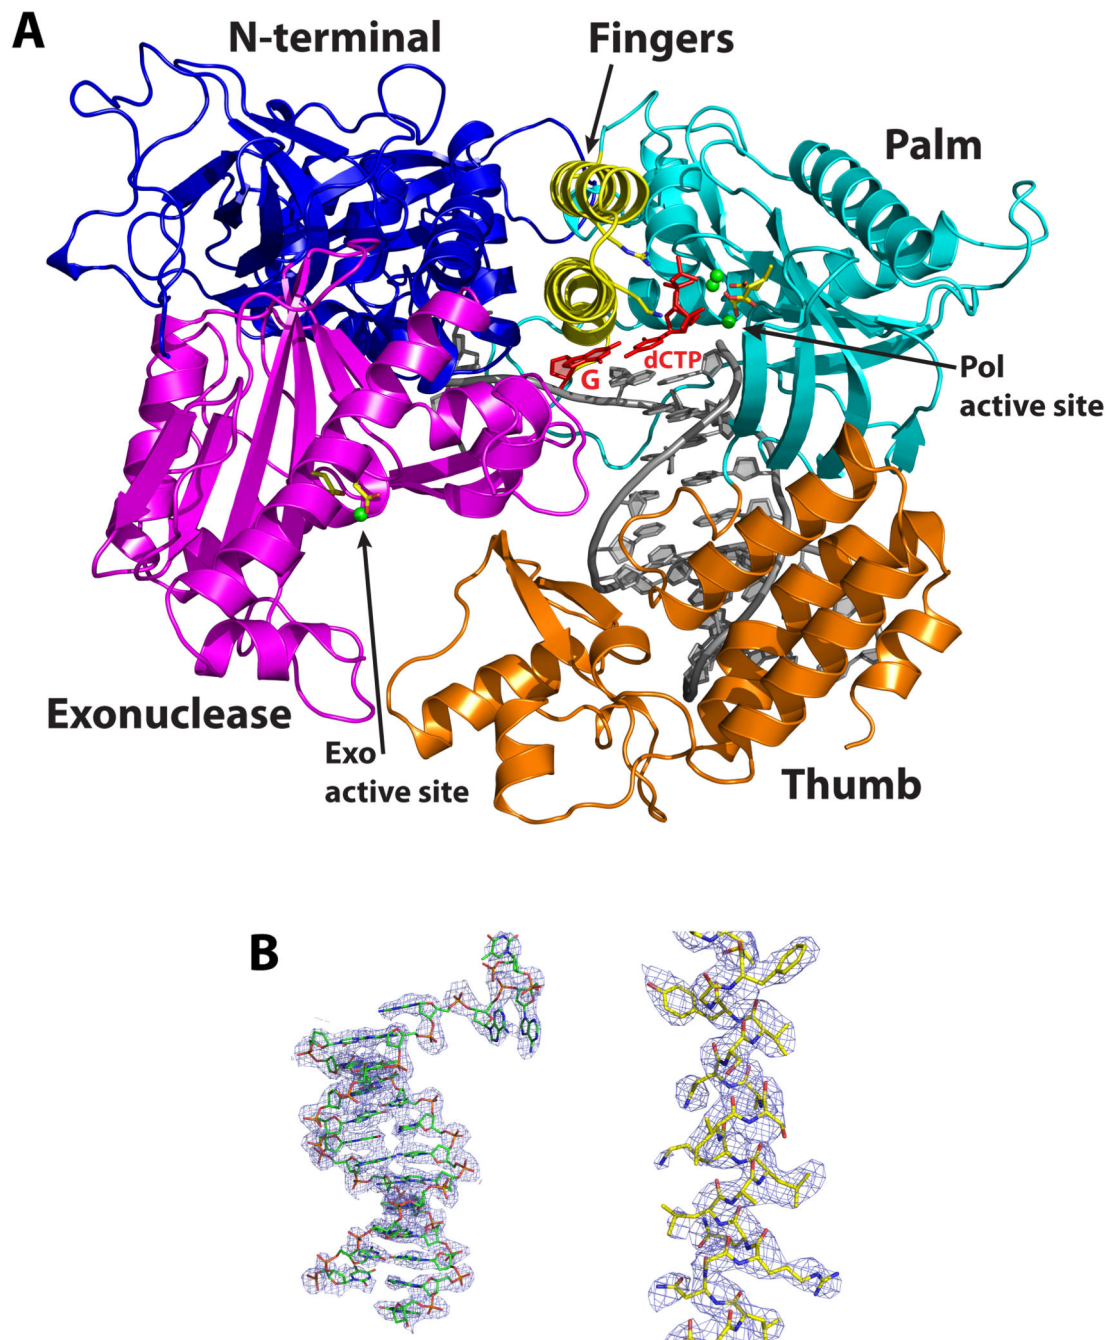 A
N-terminal
Fingers
Palm
G
dCTP
Pol
active site
Exonuclease
Exo
active site
Thumb
B